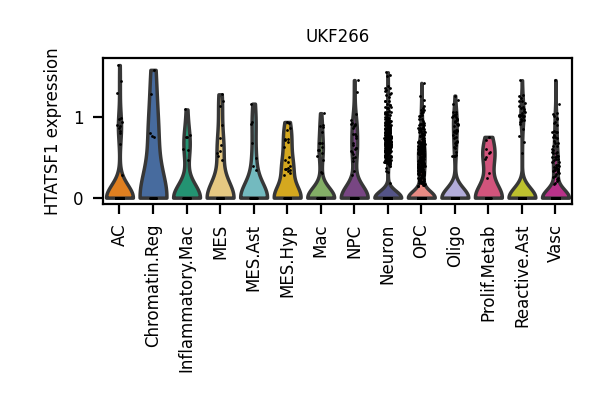 UKF266
HTATSF1 expression
1
0
AC
Chromatin.Reg
Inflammatory.Mac
MES
MES.Ast
MES.Hyp
Mac
NPC
Neuron
OPC
Oligo
Prolif.Metab
Reactive.Ast
Vasc